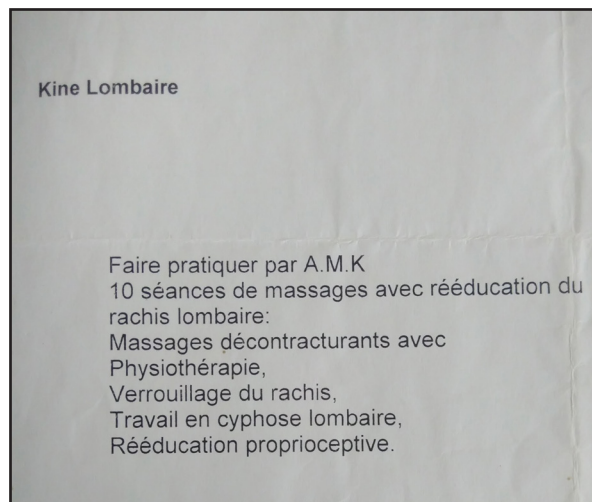 Kine Lombaire
Faire pratiquer par A.M.K
10 séances de massages avec rééducation du
rachis lombaire:
Massages décontracturants avec
Physiothérapie,
Verrouillage du rachis,
Travail en cyphose lombaire,
Rééducation proprioceptive.